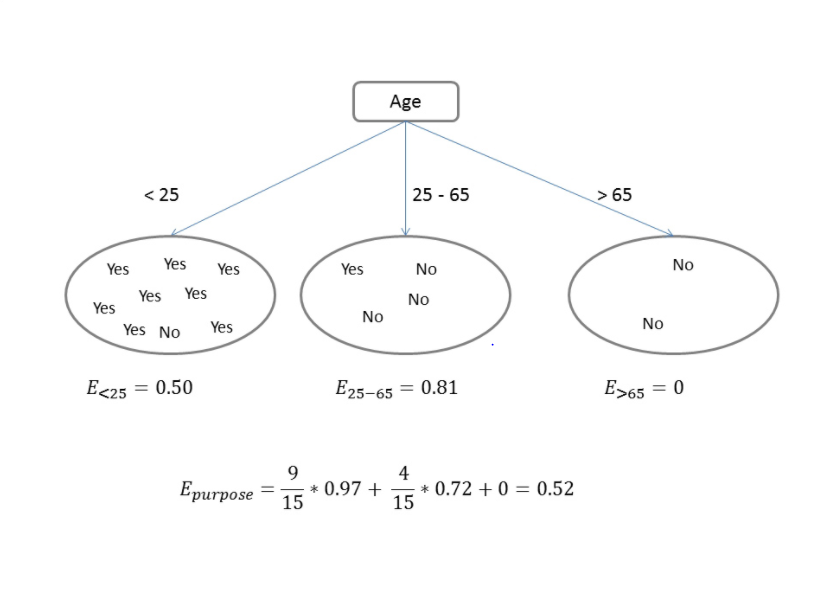 Age
< 25
25 - 65
> 65
Yes Yes Yes
Yes Yes Yes
Yes No Yes
Yes No
No
No
No
No
E<25 = 0.50
E25−65 = 0.81
E>65 = 0
Epurpose = 9/15 * 0.97 + 4/15 * 0.72 + 0 = 0.52